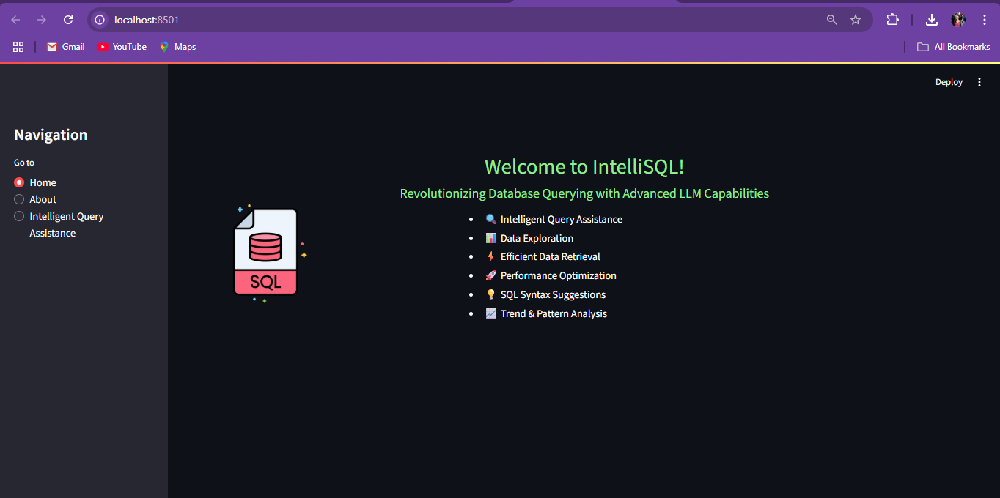 localhost:8501
Gmail YouTube Maps All Bookmarks
Deploy
Navigation
Go to
Home
About
Intelligent Query
Assistance
SQL
Welcome to IntelliSQL!
Revolutionizing Database Querying with Advanced LLM Capabilities
• 🔍 Intelligent Query Assistance
• 📊 Data Exploration
• ⚡ Efficient Data Retrieval
• 🚀 Performance Optimization
• 💡 SQL Syntax Suggestions
• 📈 Trend & Pattern Analysis